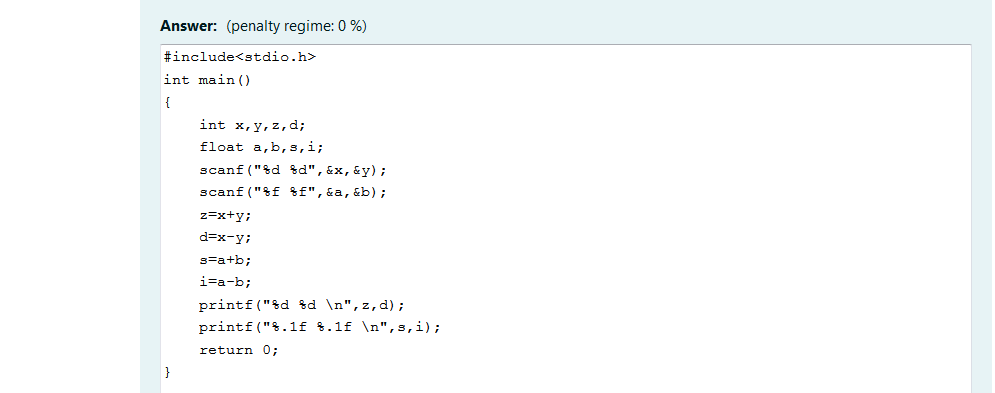 Answer: (penalty regime: 0 %)
#include<stdio.h>
int main()
{
    int x,y,z,d;
    float a,b,s,i;
    scanf("%d %d",&x,&y);
    scanf("%f %f",&a,&b);
    z=x+y;
    d=x-y;
    s=a+b;
    i=a-b;
    printf("%d %d \n",z,d);
    printf("%.1f %.1f \n",s,i);
    return 0;
}